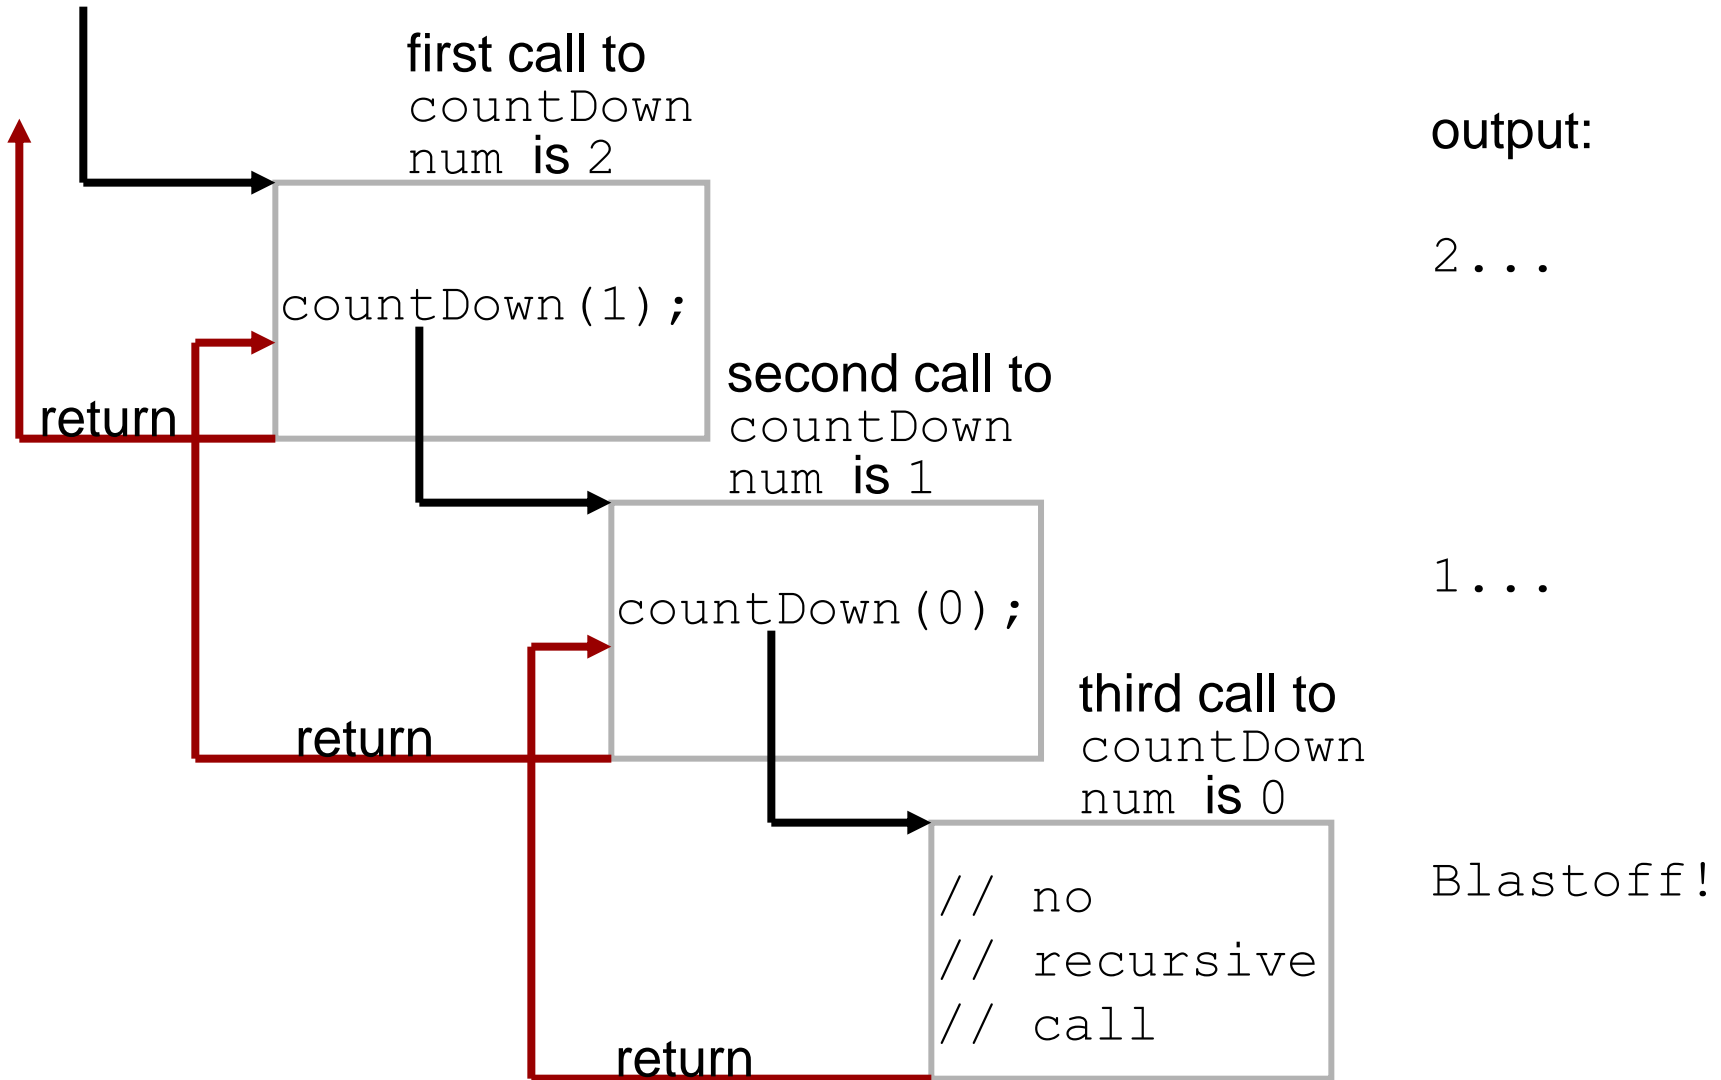 first call to
countDown
num is 2
output:
2...
countDown(1);
return
second call to
countDown
num is 1
1...
countDown(0);
return
third call to
countDown
num is 0
Blastoff!
// no
// recursive
// call
return